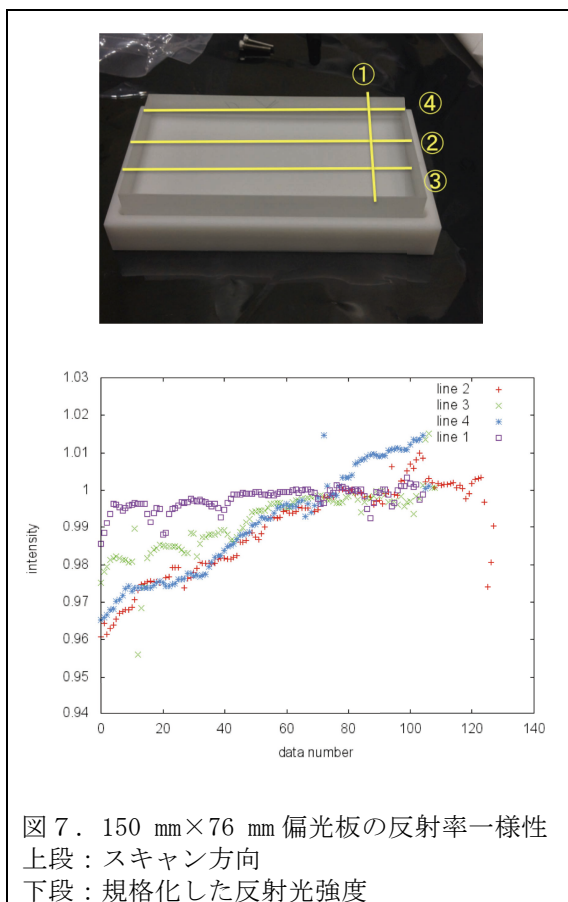 ①
④
②
③
1.03
1.02
1.01
1
0.99
0.98
0.97
0.96
0.95
0.94
intensity
line 2
line 3
line 4
line 1
0 20 40 60 80 100 120 140
data number
図７．150 mm×76 mm 偏光板の反射率一様性
上段：スキャン方向
下段：規格化した反射光強度